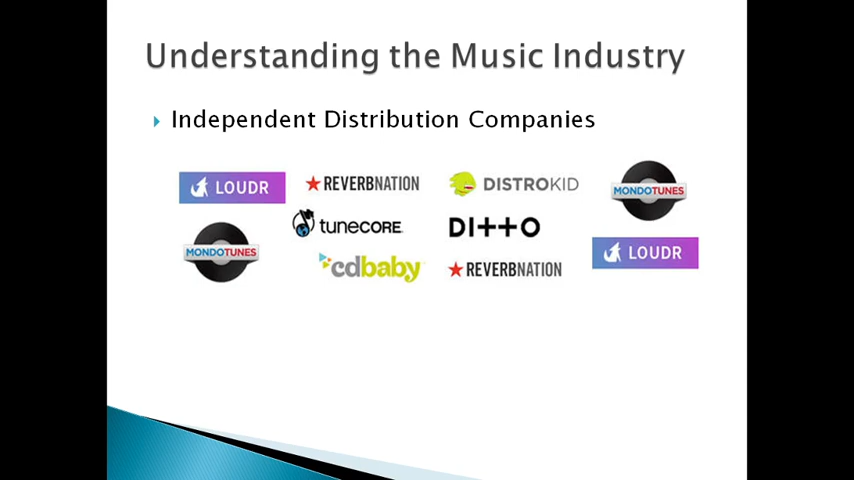 Understanding the Music Industry
Independent Distribution Companies
LOUDR
REVERBNATION
DISTROKID
MONDOTUNES
tunecore
DITTO
MONDOTUNES
cdbaby
REVERBNATION
LOUDR